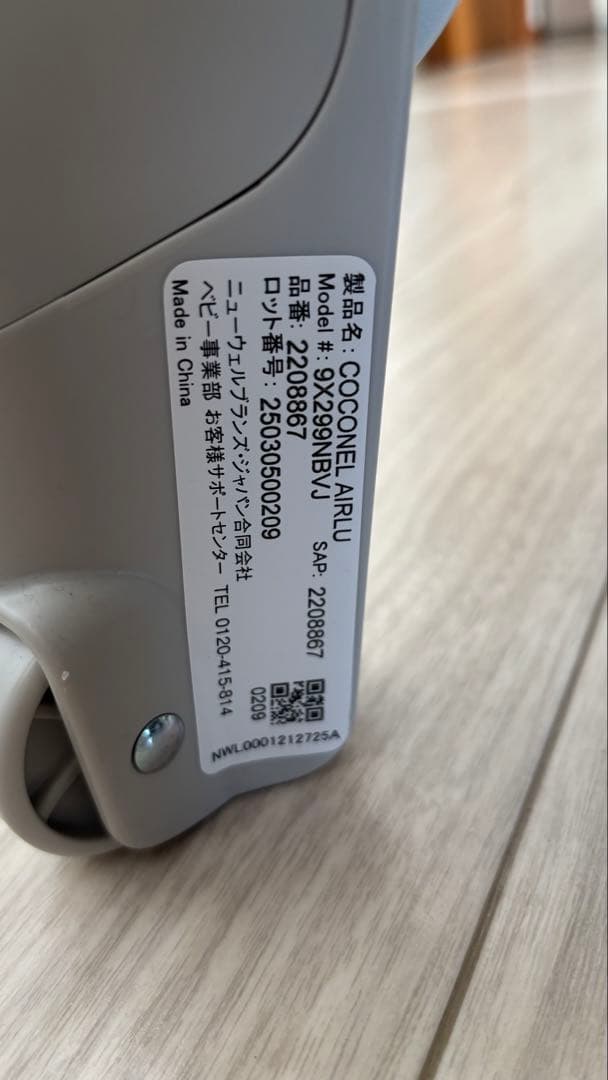 製品名: COCONEL AIRLU
Model #: 9X299NBVJ SAP: 2208867
品番: 2208867
ロット番号: 25030500209
ニューウェルブランズ・ジャパン合同会社
ベビー事業部 お客様サポートセンター TEL 0120-415-814
Made in China
0209
NWL0001212725A